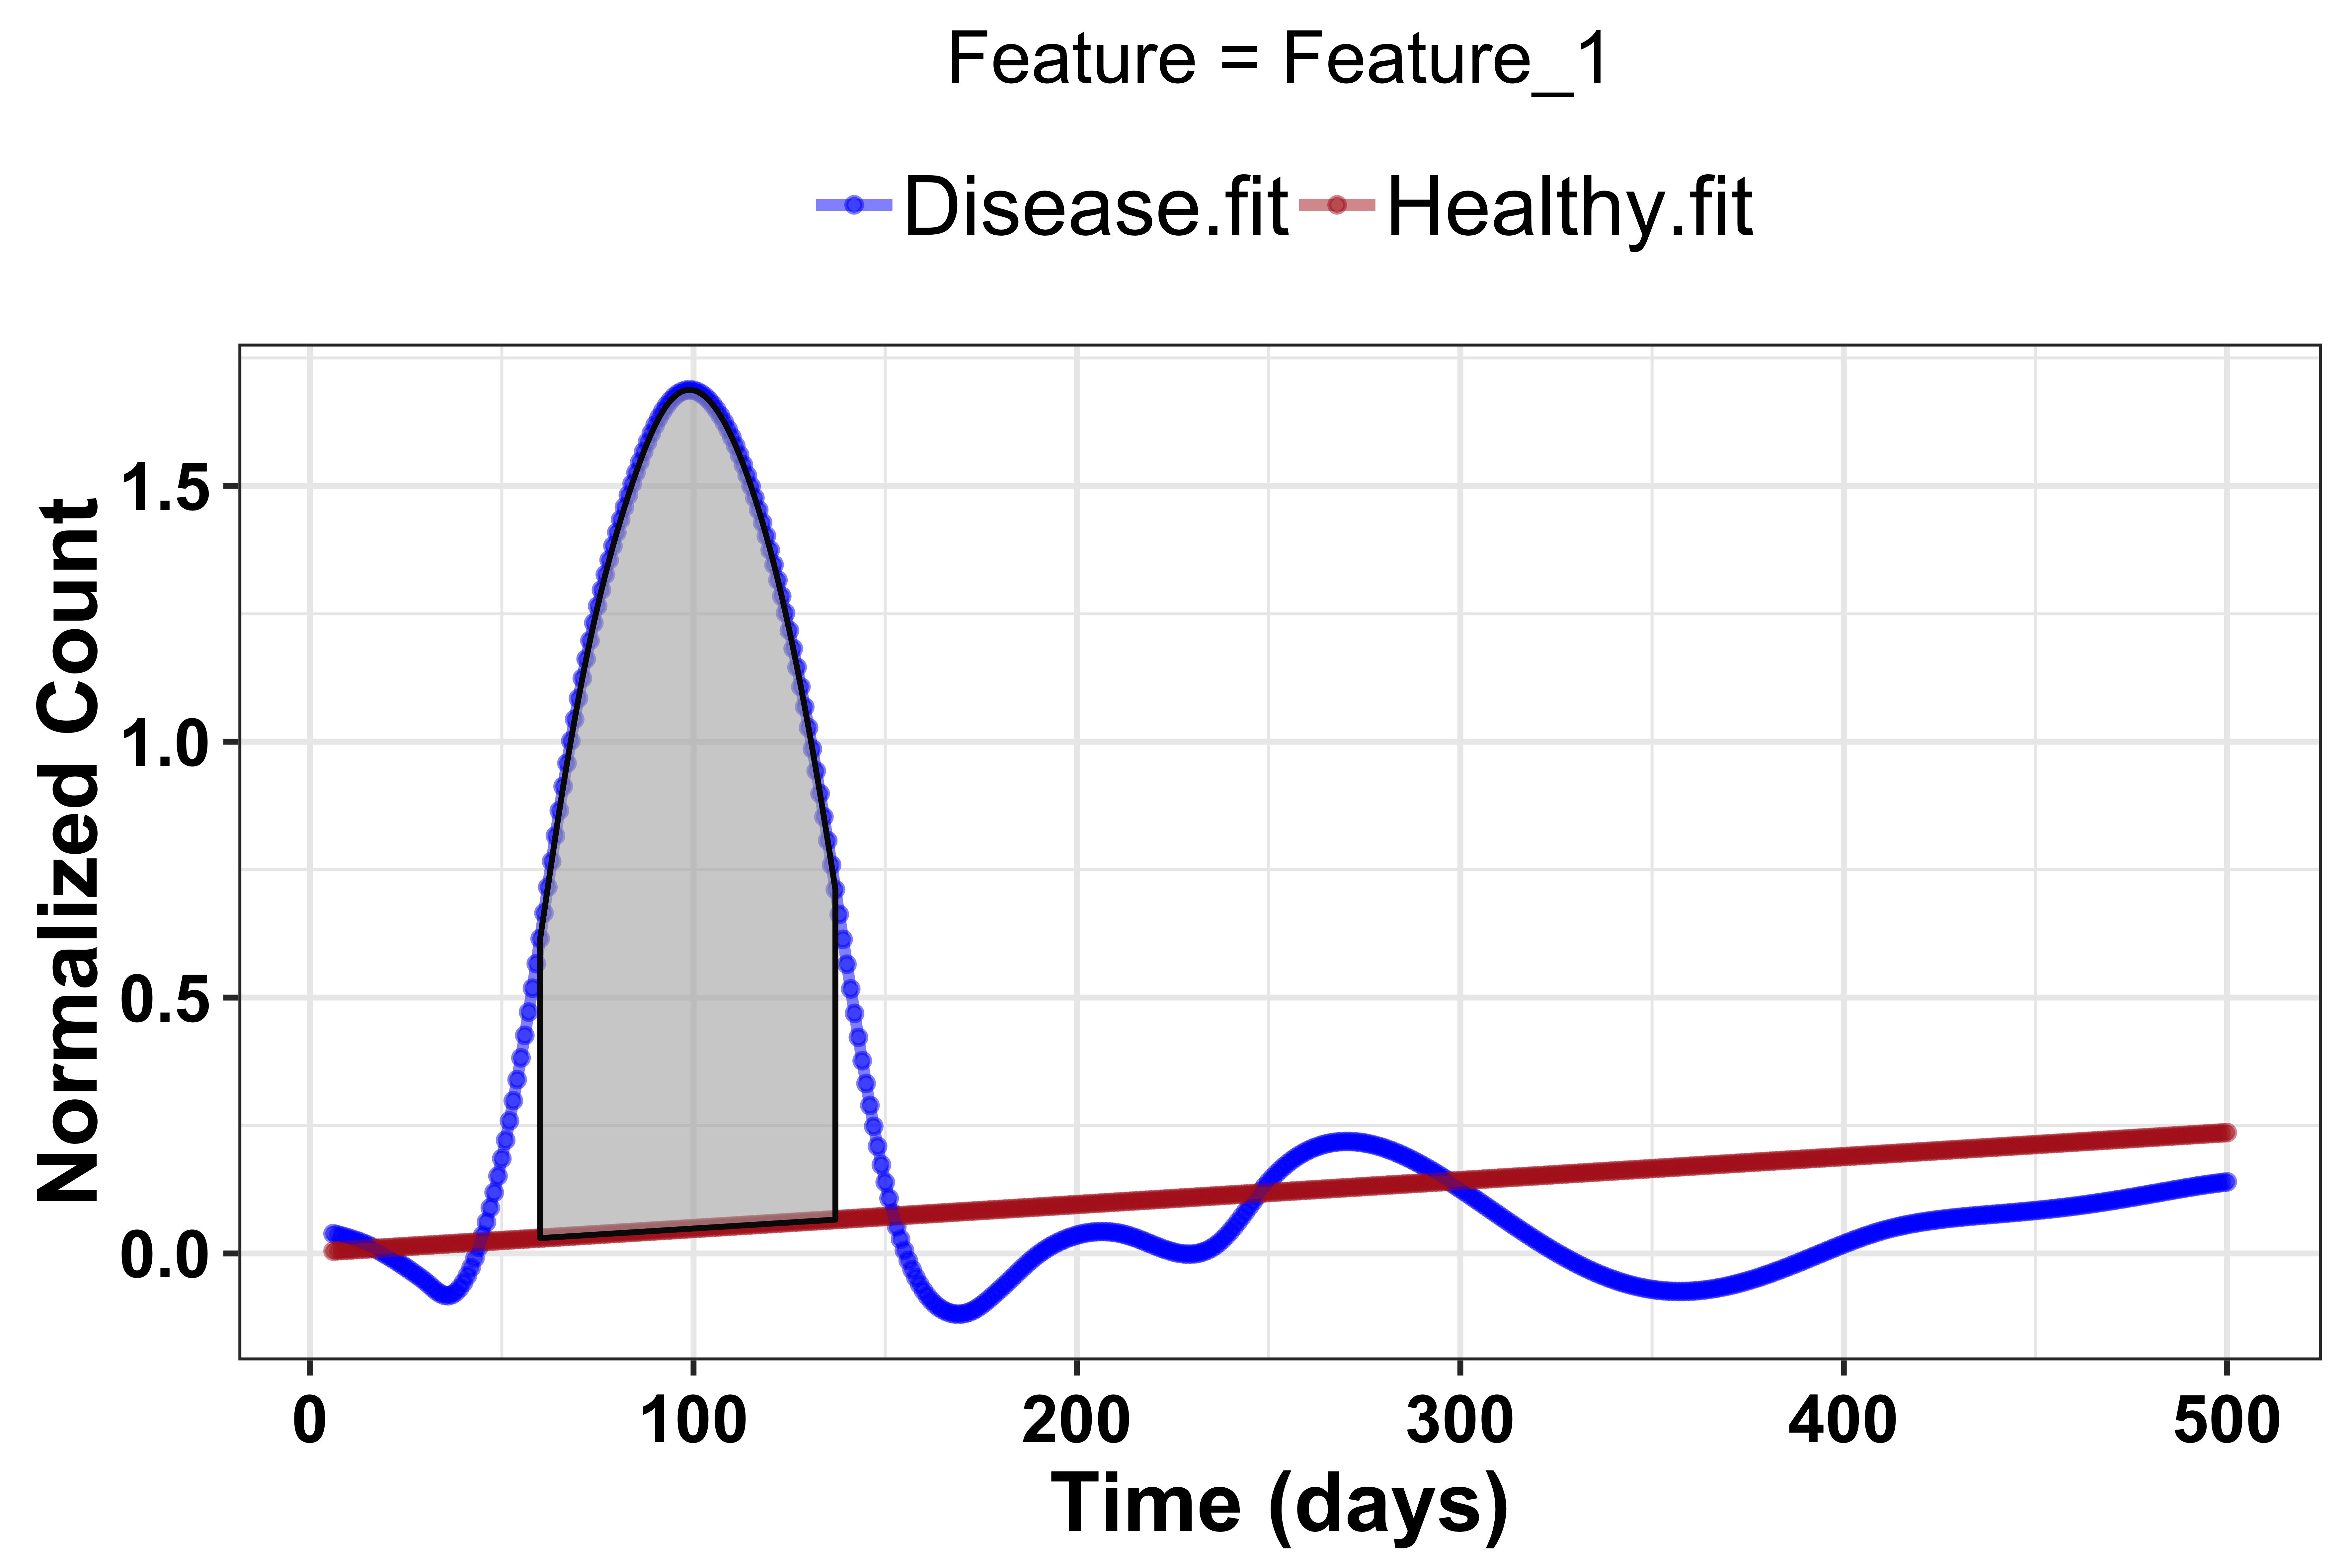 Feature = Feature_1
Disease.fit Healthy.fit
Normalized Count
1.5
1.0
0.5
0.0
0 100 200 300 400 500
Time (days)